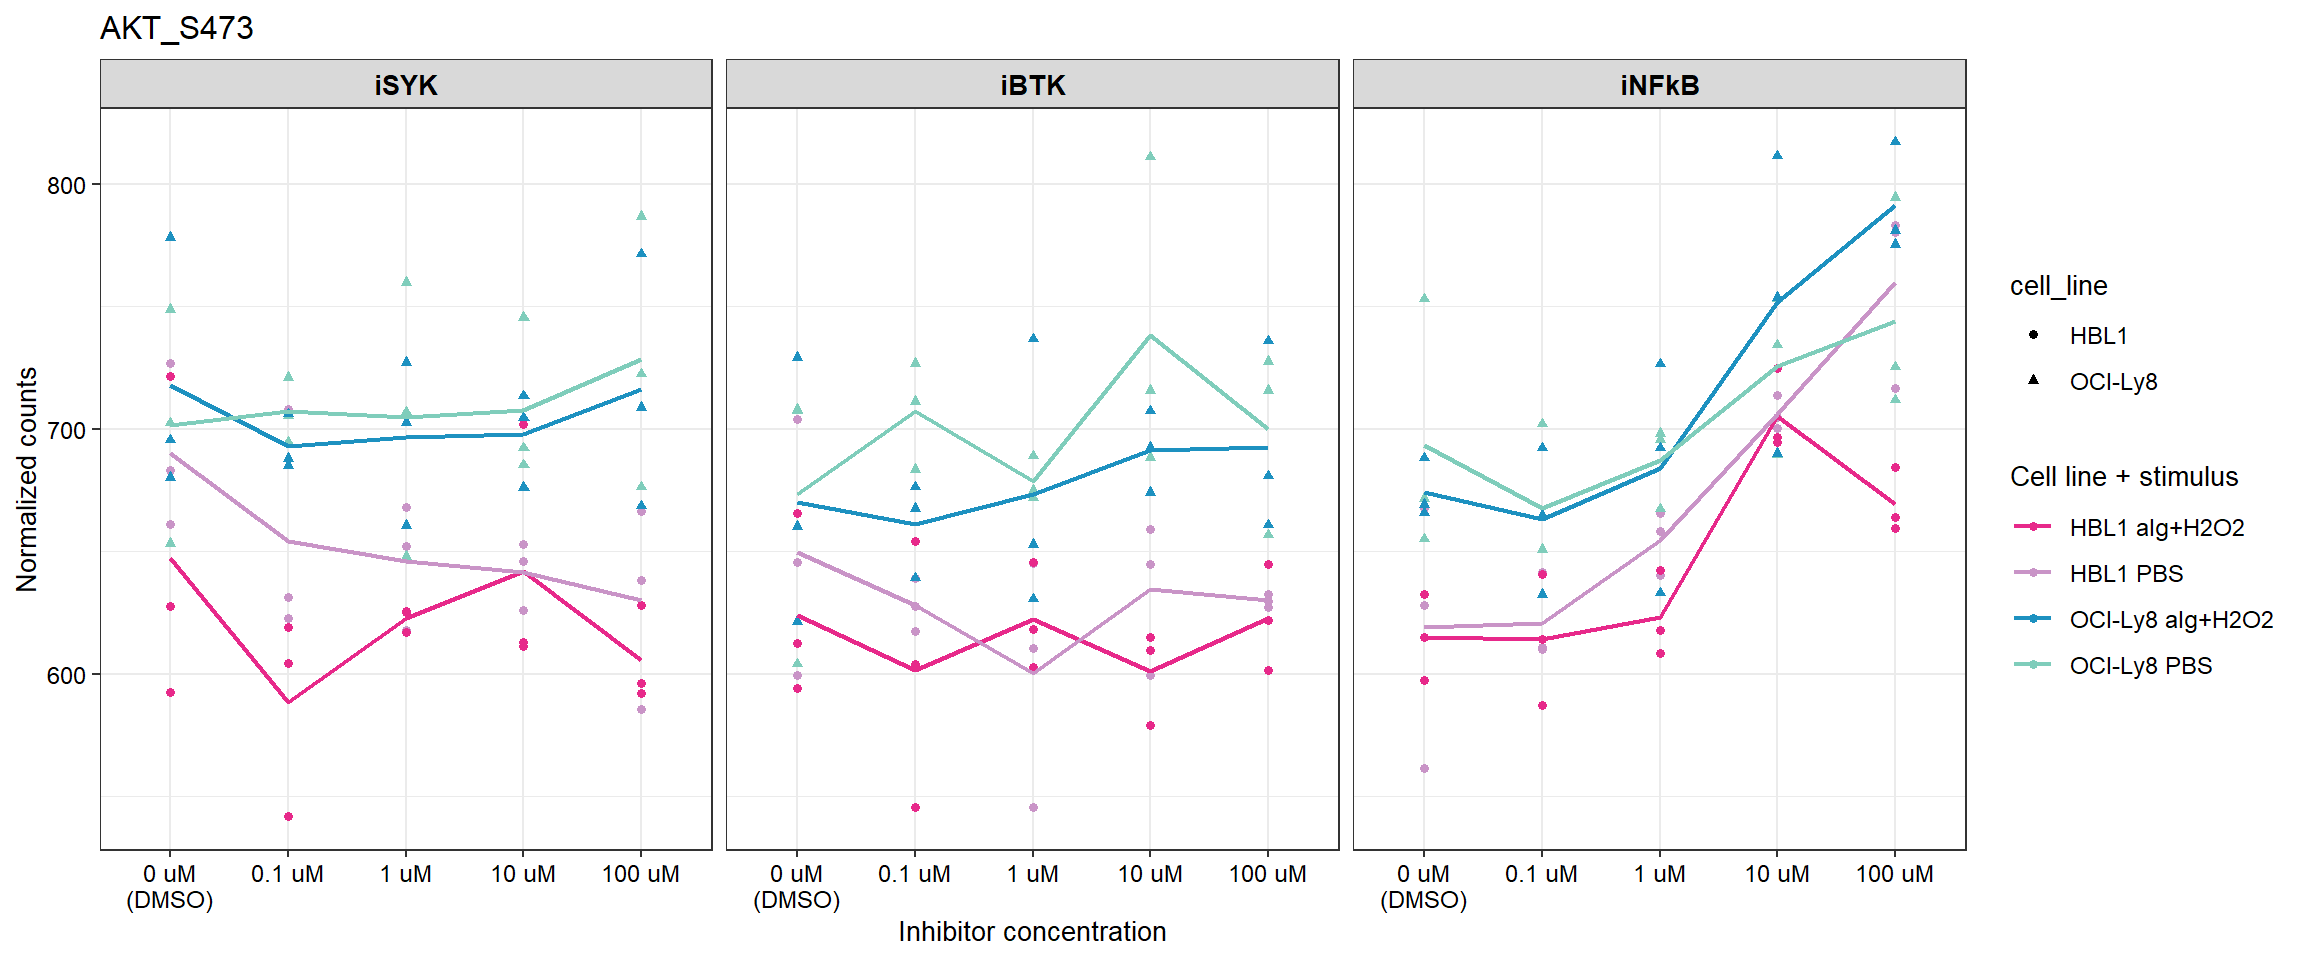 AKT_S473
iSYK
iBTK
iNFkB
Normalized counts
800
700
600
0 uM
(DMSO)
0.1 uM
1 uM
10 uM
100 uM
0 uM
(DMSO)
0.1 uM
1 uM
10 uM
100 uM
0 uM
(DMSO)
0.1 uM
1 uM
10 uM
100 uM
Inhibitor concentration
cell_line
HBL1
OCI-Ly8
Cell line + stimulus
HBL1 aIg+H2O2
HBL1 PBS
OCI-Ly8 aIg+H2O2
OCI-Ly8 PBS